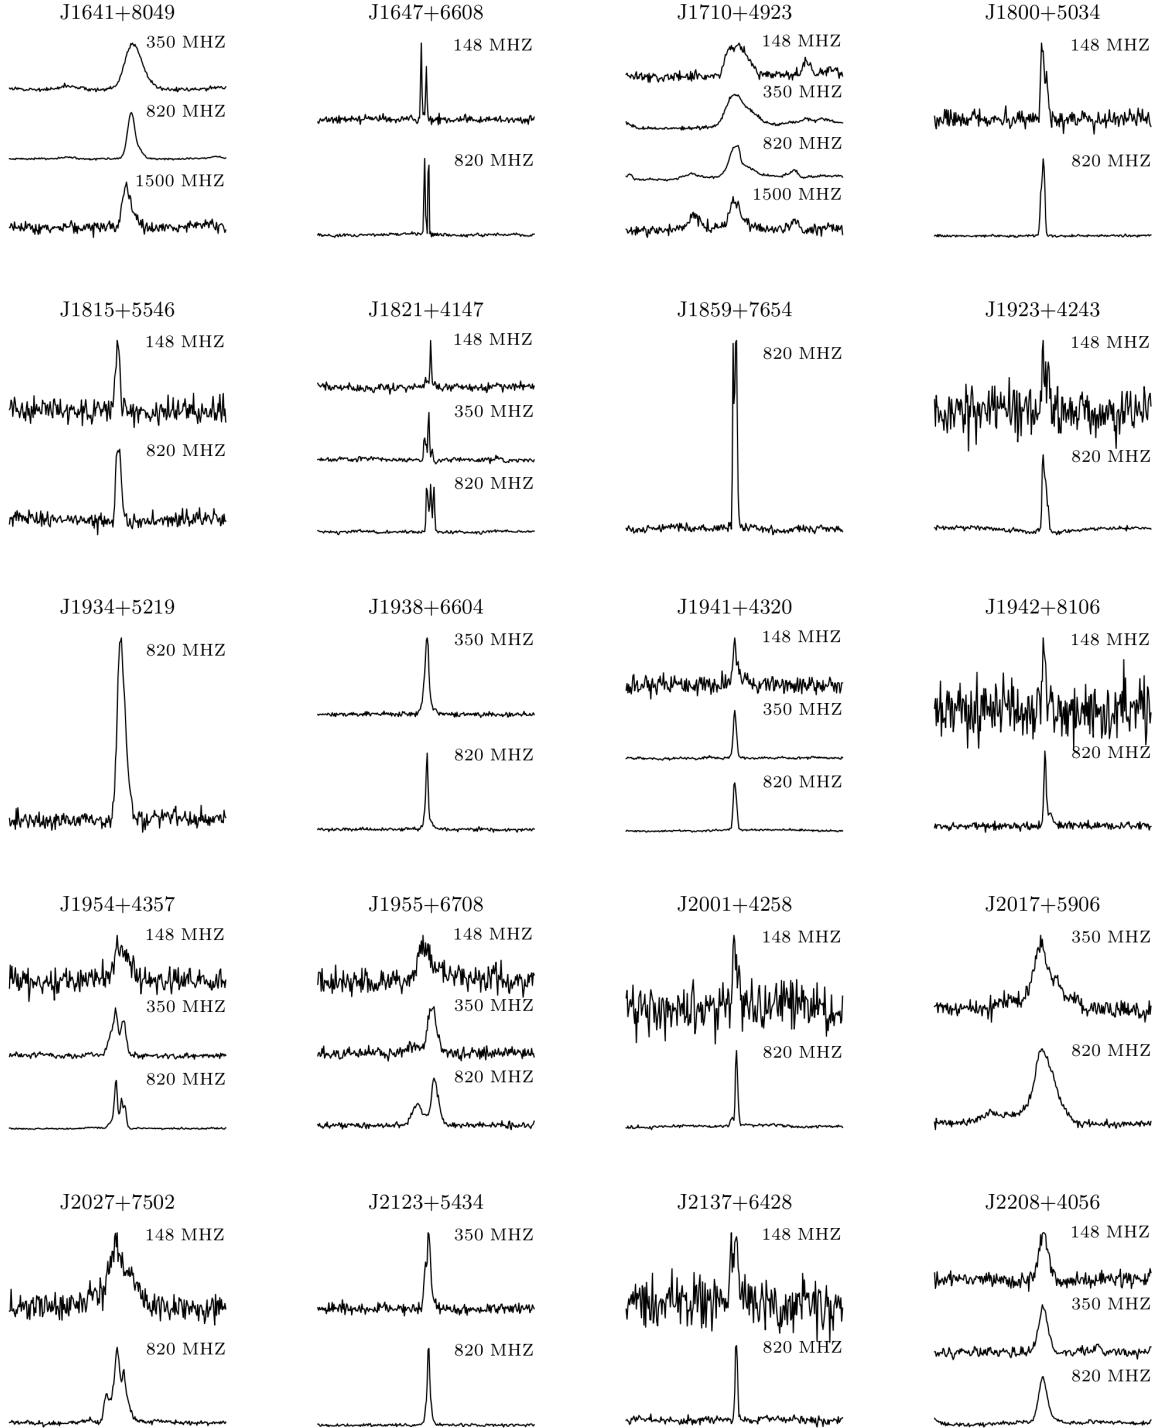 J1641+8049
350 MHZ
820 MHZ
1500 MHZ
J1647+6608
148 MHZ
820 MHZ
J1710+4923
148 MHZ
350 MHZ
820 MHZ
1500 MHZ
J1800+5034
148 MHZ
820 MHZ
J1815+5546
148 MHZ
820 MHZ
J1821+4147
148 MHZ
350 MHZ
820 MHZ
J1859+7654
820 MHZ
J1923+4243
148 MHZ
820 MHZ
J1934+5219
820 MHZ
J1938+6604
350 MHZ
820 MHZ
J1941+4320
148 MHZ
350 MHZ
820 MHZ
J1942+8106
148 MHZ
820 MHZ
J1954+4357
148 MHZ
350 MHZ
820 MHZ
J1955+6708
148 MHZ
350 MHZ
820 MHZ
J2001+4258
148 MHZ
820 MHZ
J2017+5906
350 MHZ
820 MHZ
J2027+7502
148 MHZ
820 MHZ
J2123+5434
350 MHZ
820 MHZ
J2137+6428
148 MHZ
820 MHZ
J2208+4056
148 MHZ
350 MHZ
820 MHZ